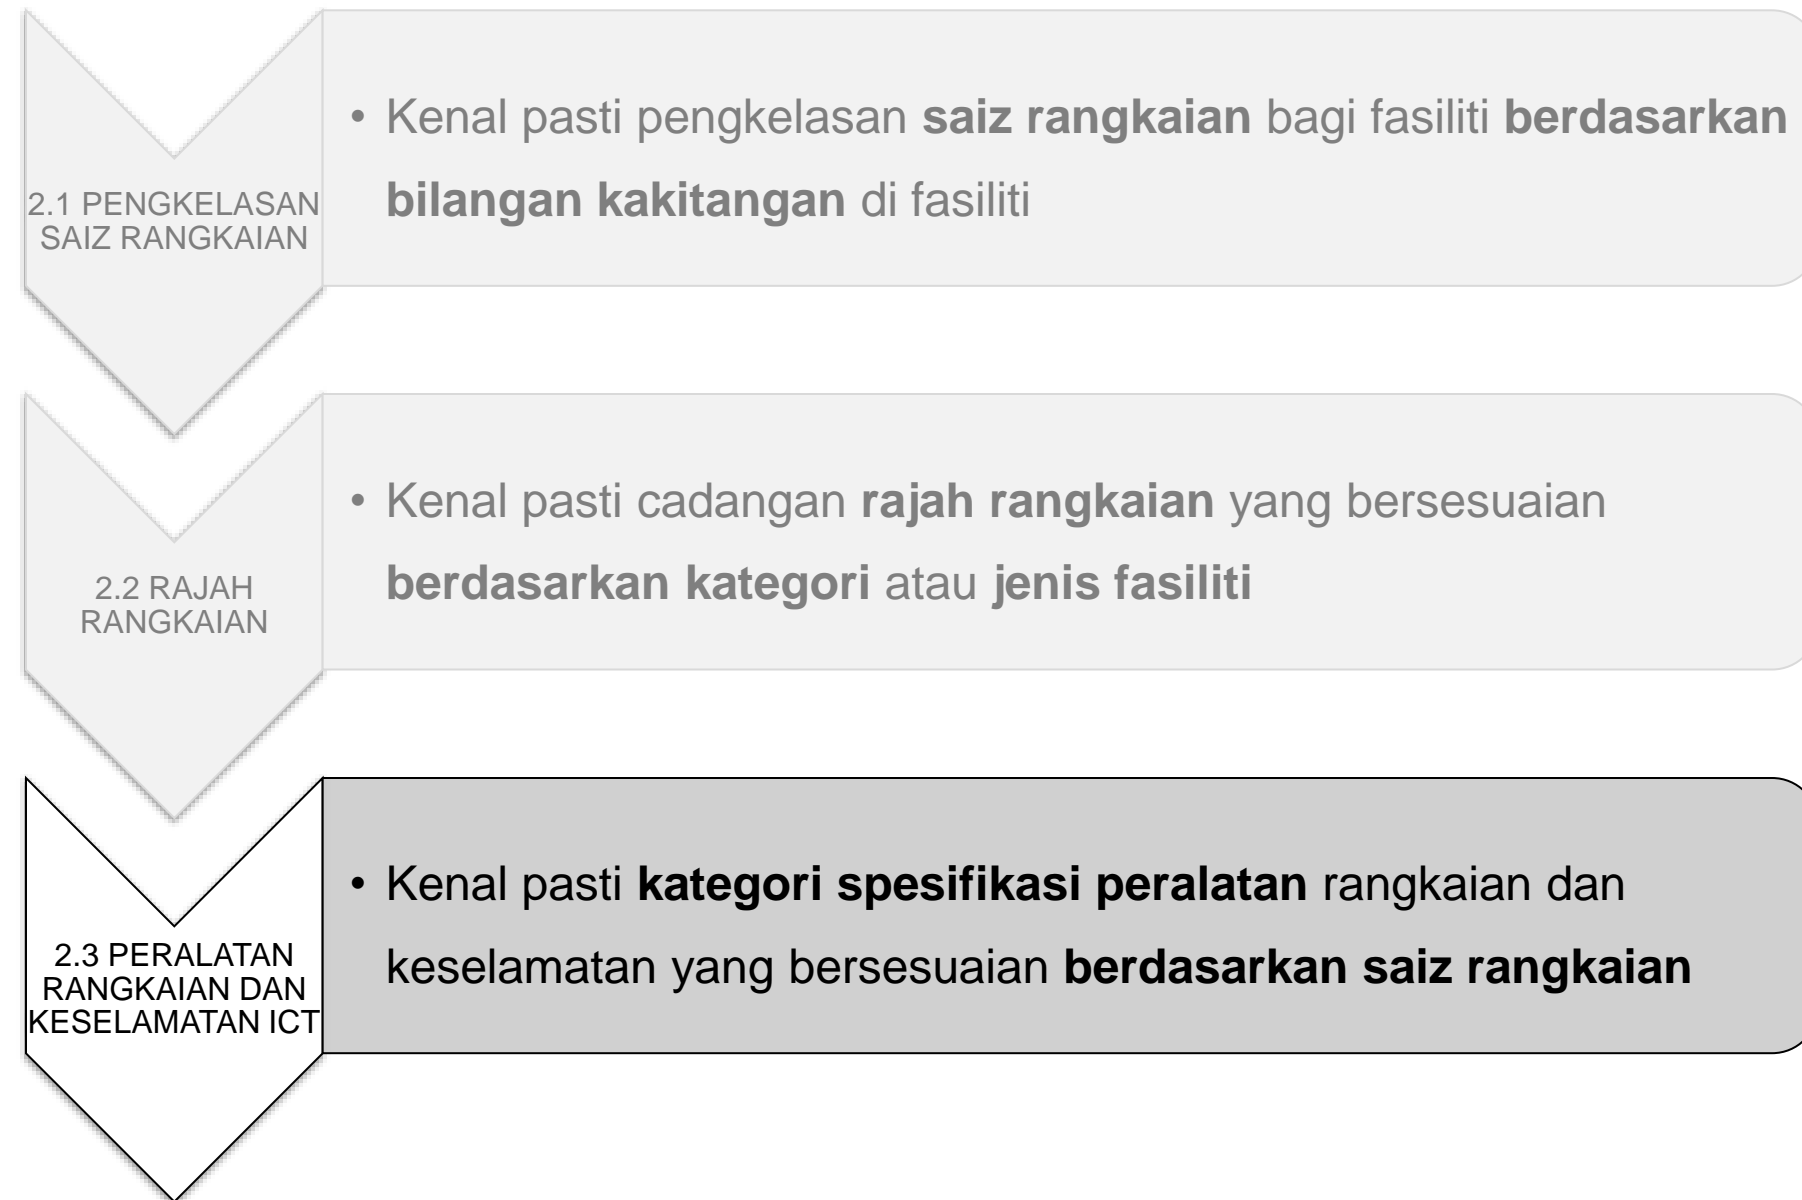 2.1 PENGKELASAN
SAIZ RANGKAIAN
• Kenal pasti pengkelasan saiz rangkaian bagi fasiliti berdasarkan
bilangan kakitangan di fasiliti
2.2 RAJAH
RANGKAIAN
• Kenal pasti cadangan rajah rangkaian yang bersesuaian
berdasarkan kategori atau jenis fasiliti
2.3 PERALATAN
RANGKAIAN DAN
KESELAMATAN ICT
• Kenal pasti kategori spesifikasi peralatan rangkaian dan
keselamatan yang bersesuaian berdasarkan saiz rangkaian